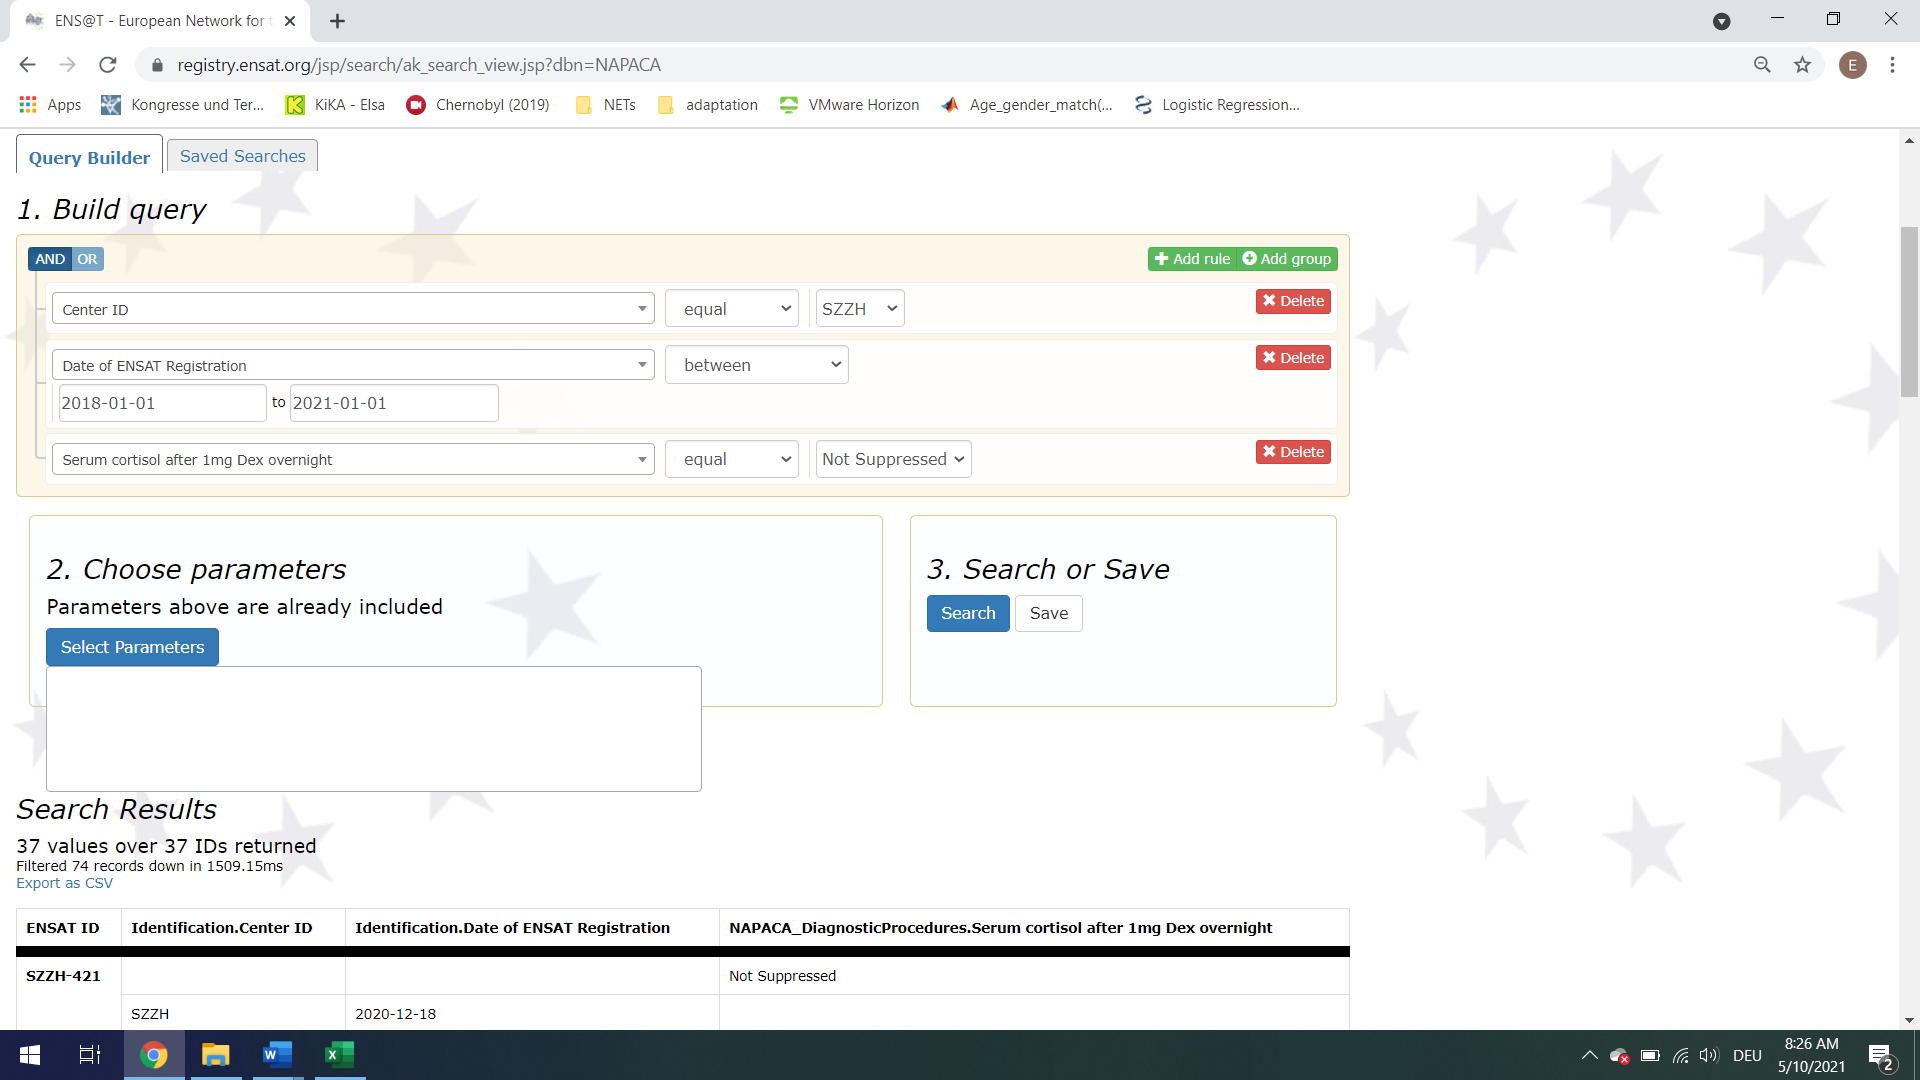 ENS@T - European Network for t
registry.ensat.org/jsp/search/ak_search_view.jsp?dbn=NAPACA
E
Apps
Kongresse und Ter...
KiKA - Elsa
Chernobyl (2019)
NETs
adaptation
VMware Horizon
Age_gender_match(...
Logistic Regression...
Query Builder
Saved Searches
1. Build query
AND OR
Add rule
Add group
Center ID
equal
SZZH
Delete
Date of ENSAT Registration
between
Delete
2018-01-01 to 2021-01-01
Serum cortisol after 1mg Dex overnight
equal
Not Suppressed
Delete
2. Choose parameters
Parameters above are already included
Select Parameters
3. Search or Save
Search
Save
Search Results
37 values over 37 IDs returned
Filtered 74 records down in 1509.15ms
Export as CSV
ENSAT ID
Identification.Center ID
Identification.Date of ENSAT Registration
NAPACA_DiagnosticProcedures.Serum cortisol after 1mg Dex overnight
SZZH-421
Not Suppressed
SZZH
2020-12-18
DEU
8:26 AM
5/10/2021
2